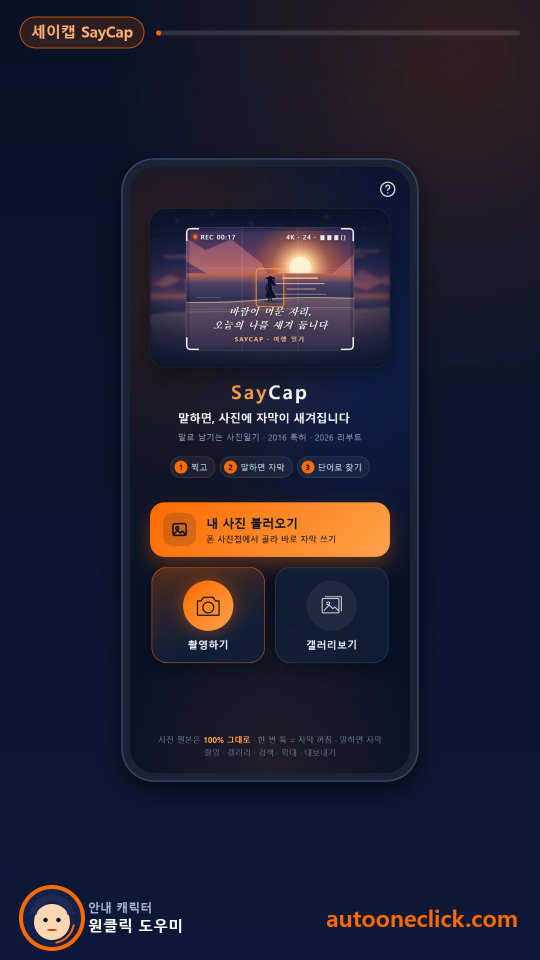 세이캡 SayCap
REC 00:17
4K · 24 ·
바람이 머문 자리,
오늘의 나를 새겨 둡니다
SAYCAP · 여행 일기
SayCap
말하면, 사진에 자막이 새겨집니다
말로 남기는 사진일기 · 2016 특허 · 2026 리부트
1 찍고 2 말하면 자막 3 단어로 찾기
내 사진 불러오기
폰 사진첩에서 골라 바로 자막 쓰기
촬영하기
갤러리보기
사진 원본은 100% 그대로 · 한 번 톡 = 자막 꺼짐 · 말하면 자막
촬영 · 갤러리 · 검색 · 확대 · 내보내기
안내 캐릭터
원클릭 도우미
autooneclick.com